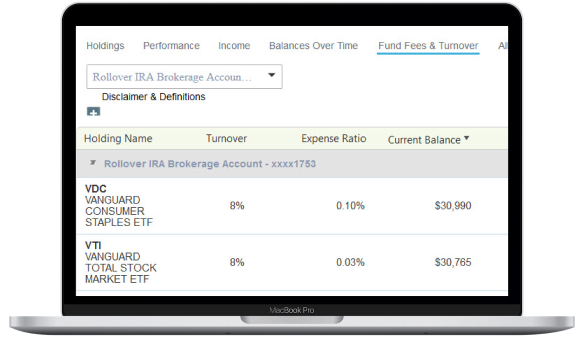 Holdings Performance Income Balances Over Time Fund Fees & Turnover Al
Rollover IRA Brokerage Accoun...
Disclaimer & Definitions
Holding Name Turnover Expense Ratio Current Balance
Rollover IRA Brokerage Account - xxxx1753
VDC
VANGUARD
CONSUMER
STAPLES ETF
8% 0.10% $30,990
VTI
VANGUARD
TOTAL STOCK
MARKET ETF
8% 0.03% $30,765
MacBook Pro